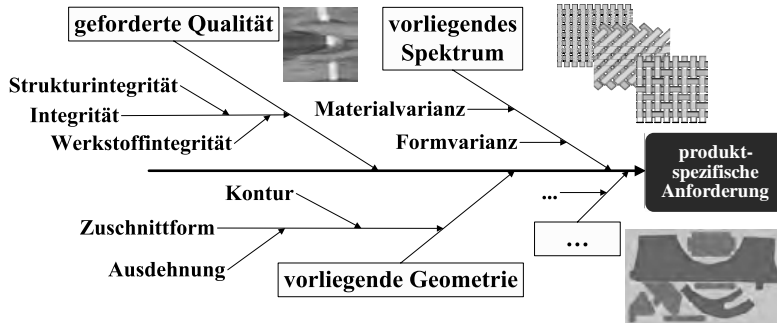 geforderte Qualität
vorliegendes
Spektrum
Strukturintegrität
Integrität
Werkstoffintegrität
Materialvarianz
Formvarianz
produkt-
spezifische
Anforderung
Kontur
...
Zuschnittform
...
Ausdehnung
vorliegende Geometrie